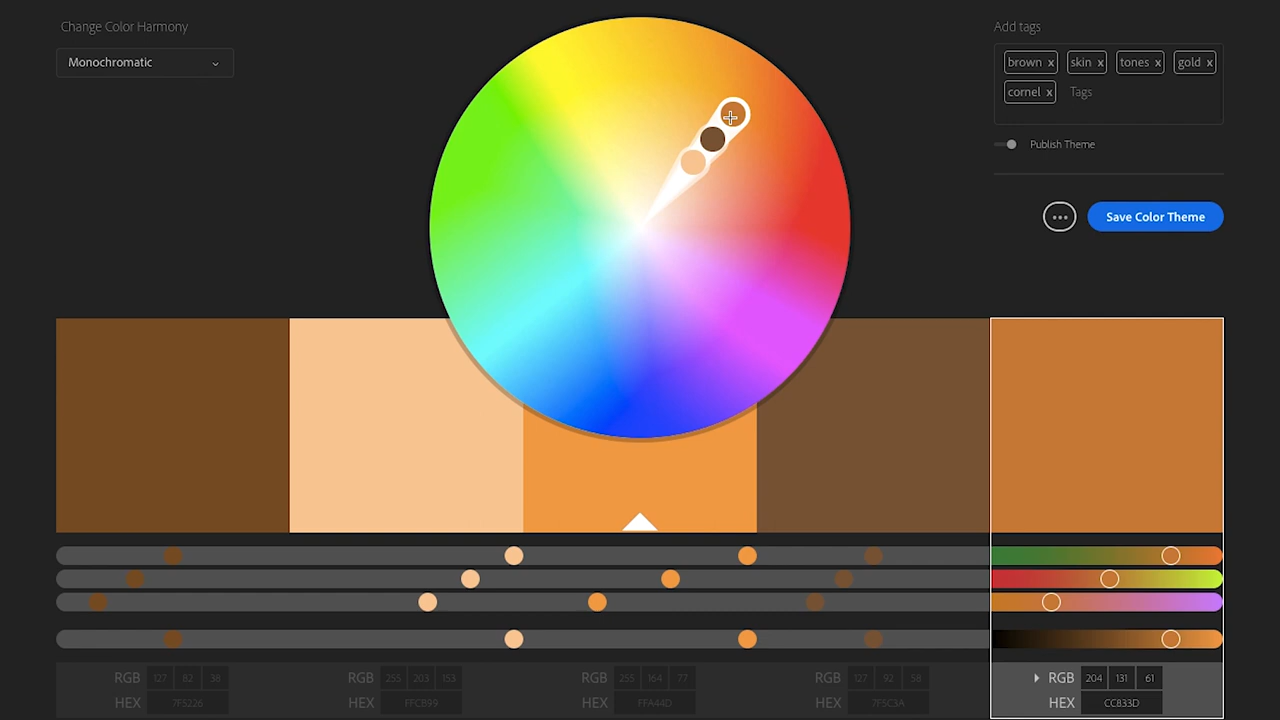 Change Color Harmony
Monochromatic
Add tags
brown x skin x tones x gold x
cornel x Tags
Publish Theme
Save Color Theme
RGB 127 82 38
HEX 7F5226
RGB 255 203 153
HEX FFCB99
RGB 255 164 77
HEX FFA44D
RGB 127 92 58
HEX 7F5C3A
RGB 204 131 61
HEX CC833D